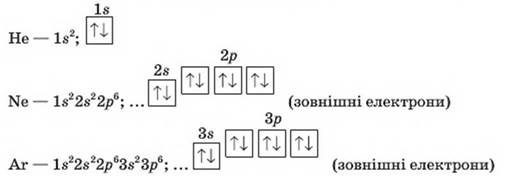 1s
He — 1s²; ↑↓
2s 2p
Ne — 1s²2s²2p⁶; ... ↑↓ ↑↓ ↑↓ ↑↓ (зовнішні електрони)
3s 3p
Ar — 1s²2s²2p⁶3s²3p⁶; ... ↑↓ ↑↓ ↑↓ ↑↓ (зовнішні електрони)